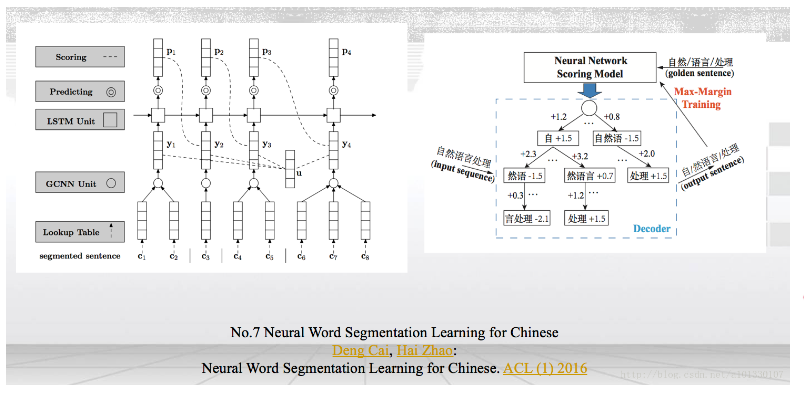 Scoring
Predicting
LSTM Unit
GCNN Unit
Lookup Table
segmented sentence
p1 p2 p3 p4
y1 y2 y3 y4
u
c1 c2 c3 c4 c5 c6 c7 c8
Neural Network
Scoring Model
自然/语言/处理
(golden sentence)
Max-Margin
Training
+1.2 +0.8
...
自 +1.5 自然语 -1.5
+2.3 ... +3.2 ... +2.0
自然语言处理
(input sequence)
然语 -1.5 然语言 +0.7 处理 +1.5
+0.3 ... +1.2 ...
言处理 -2.1 处理 +1.5
自/然语言/处理
(output sentence)
Decoder
No.7 Neural Word Segmentation Learning for Chinese
Deng Cai, Hai Zhao:
Neural Word Segmentation Learning for Chinese. ACL (1) 2016